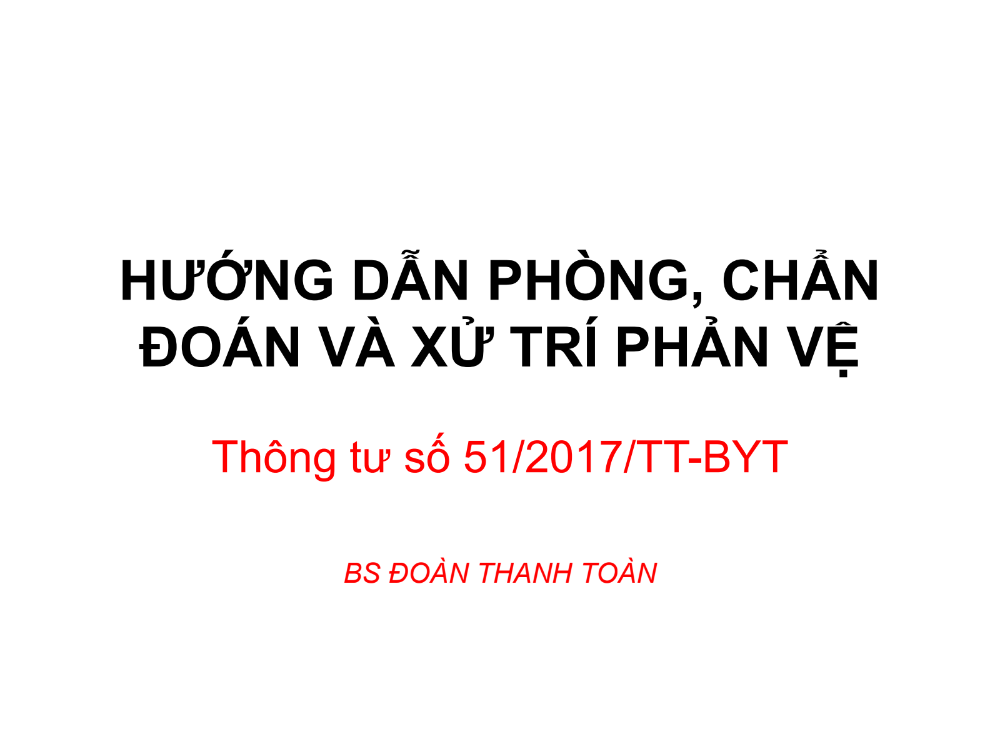 HƯỚNG DẪN PHÒNG, CHẨN
ĐOÁN VÀ XỬ TRÍ PHẢN VỆ
Thông tư số 51/2017/TT-BYT
BS ĐOÀN THANH TOÀN